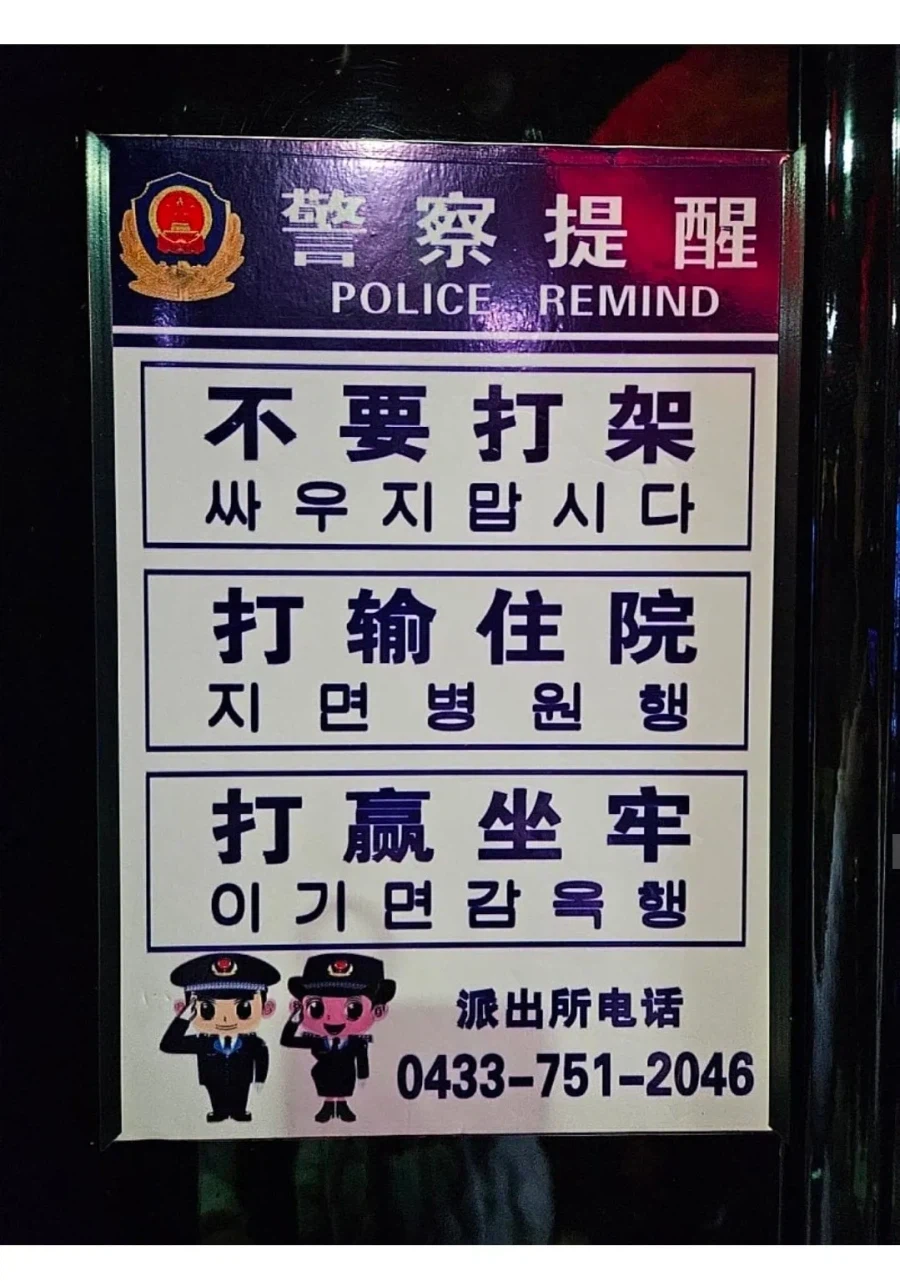 警察提醒
POLICE REMIND
不要打架
싸우지맙시다
打输住院
지면병원행
打赢坐牢
이기면감옥행
派出所电话
0433-751-2046